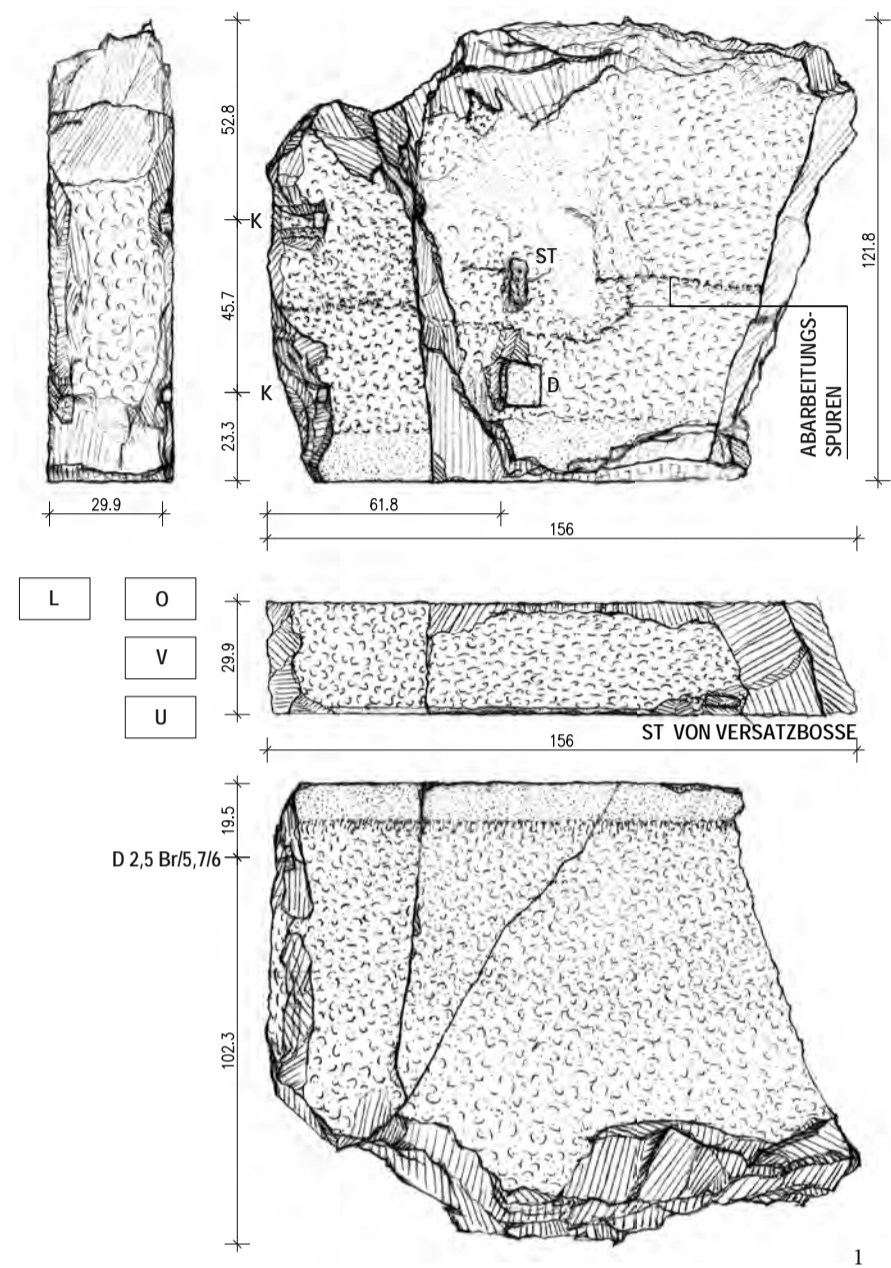 52.8
K
ST
121.8
45.7
K
D
23.3
ABARBEITUNGS-
SPUREN
29.9
61.8
156
L
O
V
U
29.9
ST VON VERSATZBOSSE
156
19.5
D 2,5 Br/5,7/6
102.3
1